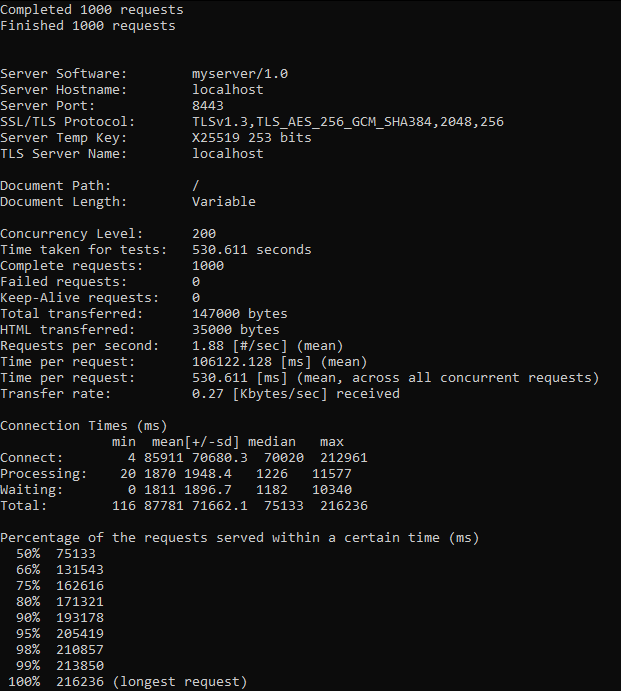 Completed 1000 requests
Finished 1000 requests
Server Software: myserver/1.0
Server Hostname: localhost
Server Port: 8443
SSL/TLS Protocol: TLSv1.3,TLS_AES_256_GCM_SHA384,2048,256
Server Temp Key: X25519 253 bits
TLS Server Name: localhost
Document Path: /
Document Length: Variable
Concurrency Level: 200
Time taken for tests: 530.611 seconds
Complete requests: 1000
Failed requests: 0
Keep-Alive requests: 0
Total transferred: 147000 bytes
HTML transferred: 35000 bytes
Requests per second: 1.88 [#/sec] (mean)
Time per request: 106122.128 [ms] (mean)
Time per request: 530.611 [ms] (mean, across all concurrent requests)
Transfer rate: 0.27 [Kbytes/sec] received
Connection Times (ms)
min mean[+/-sd] median max
Connect: 4 85911 70680.3 70020 212961
Processing: 20 1870 1948.4 1226 11577
Waiting: 0 1811 1896.7 1182 10340
Total: 116 87781 71662.1 75133 216236
Percentage of the requests served within a certain time (ms)
50% 75133
66% 131543
75% 162616
80% 171321
90% 193178
95% 205419
98% 210857
99% 213850
100% 216236 (longest request)